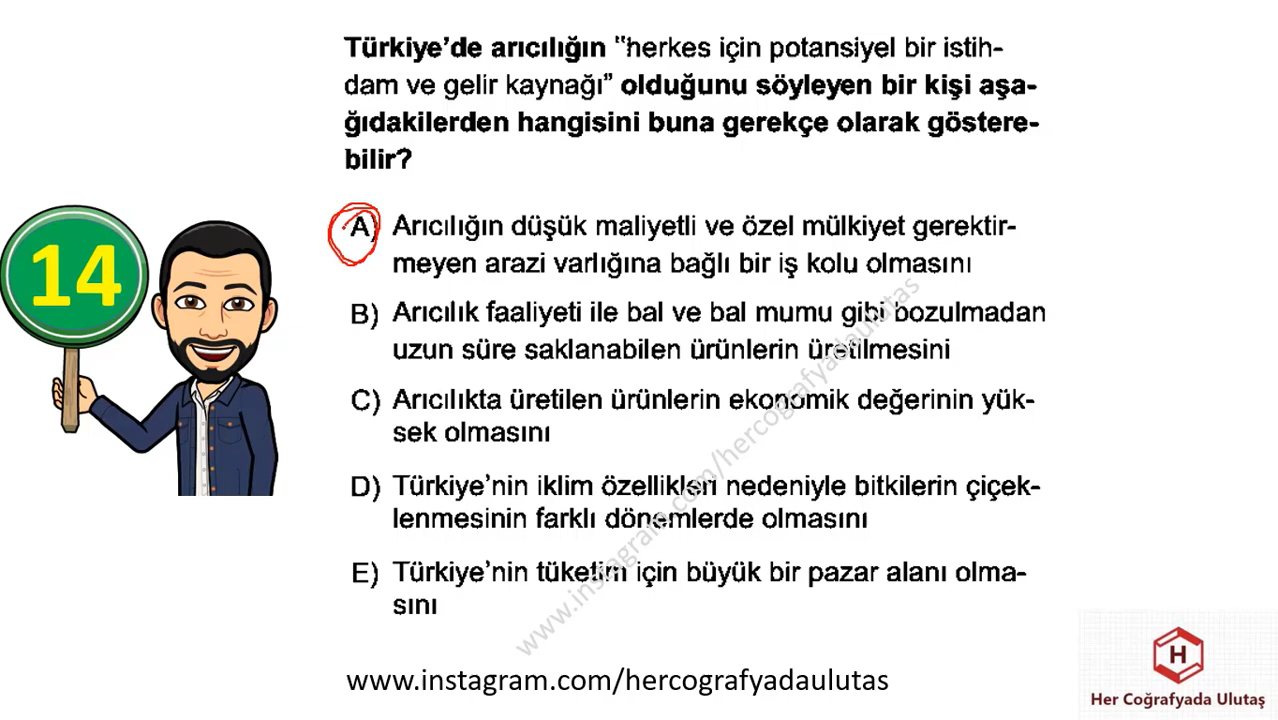 Türkiye'de arıcılığın "herkes için potansiyel bir istih-
dam ve gelir kaynağı" olduğunu söyleyen bir kişi aşa-
ğıdakilerden hangisini buna gerekçe olarak göstere-
bilir?
14
A) Arıcılığın düşük maliyetli ve özel mülkiyet gerektir-
meyen arazi varlığına bağlı bir iş kolu olmasını
B) Arıcılık faaliyeti ile bal ve bal mumu gibi bozulmadan
uzun süre saklanabilen ürünlerin üretilmesini
C) Arıcılıkta üretilen ürünlerin ekonomik değerinin yük-
sek olmasını
D) Türkiye'nin iklim özellikleri nedeniyle bitkilerin çiçek-
lenmesinin farklı dönemlerde olmasını
E) Türkiye'nin tüketim için büyük bir pazar alanı olma-
sını
www.instagram.com/hercografyadaulutas
www.instagram.com/hercografyadaulutas
H
Her Coğrafyada Ulutaş